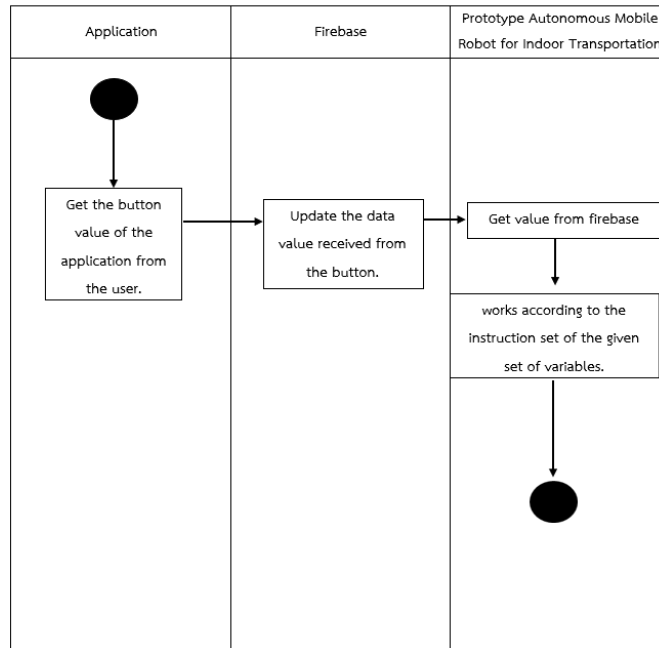 Application
Firebase
Prototype Autonomous Mobile
Robot for Indoor Transportation
Get the button
value of the
application from
the user.
Update the data
value received from
the button.
Get value from firebase
works according to the
instruction set of the given
set of variables.